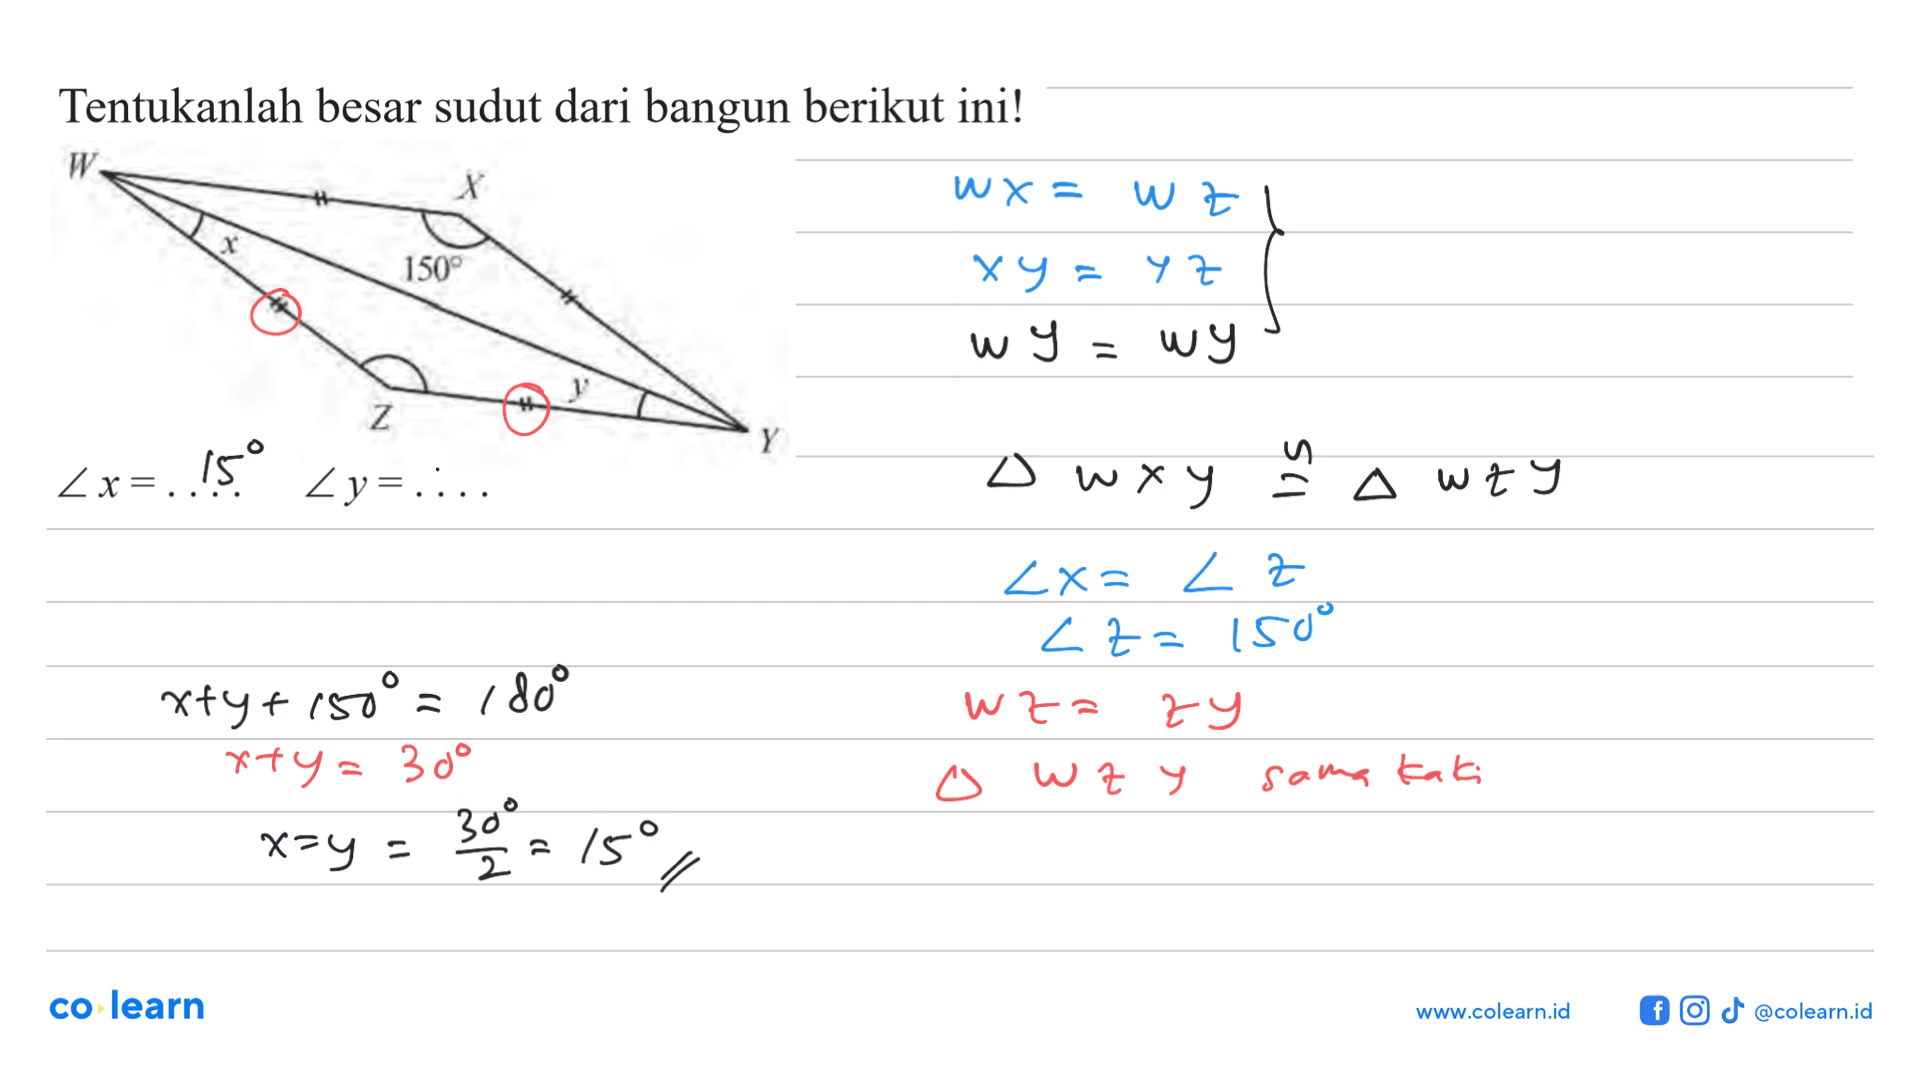 Tentukanlah besar sudut dari bangun berikut ini!
W
X
x
150°
y
Z
Y
∠x = .... 15° ∠y = ....
x+y+150° = 180°
x+y = 30°
x=y = 30°/2 = 15° //
WX = WZ
XY = YZ
WY = WY
Δ WXY ≅ Δ WZY
∠X = ∠Z
∠Z = 150°
WZ = ZY
Δ WZY sama kaki
co learn
www.colearn.id
@colearn.id